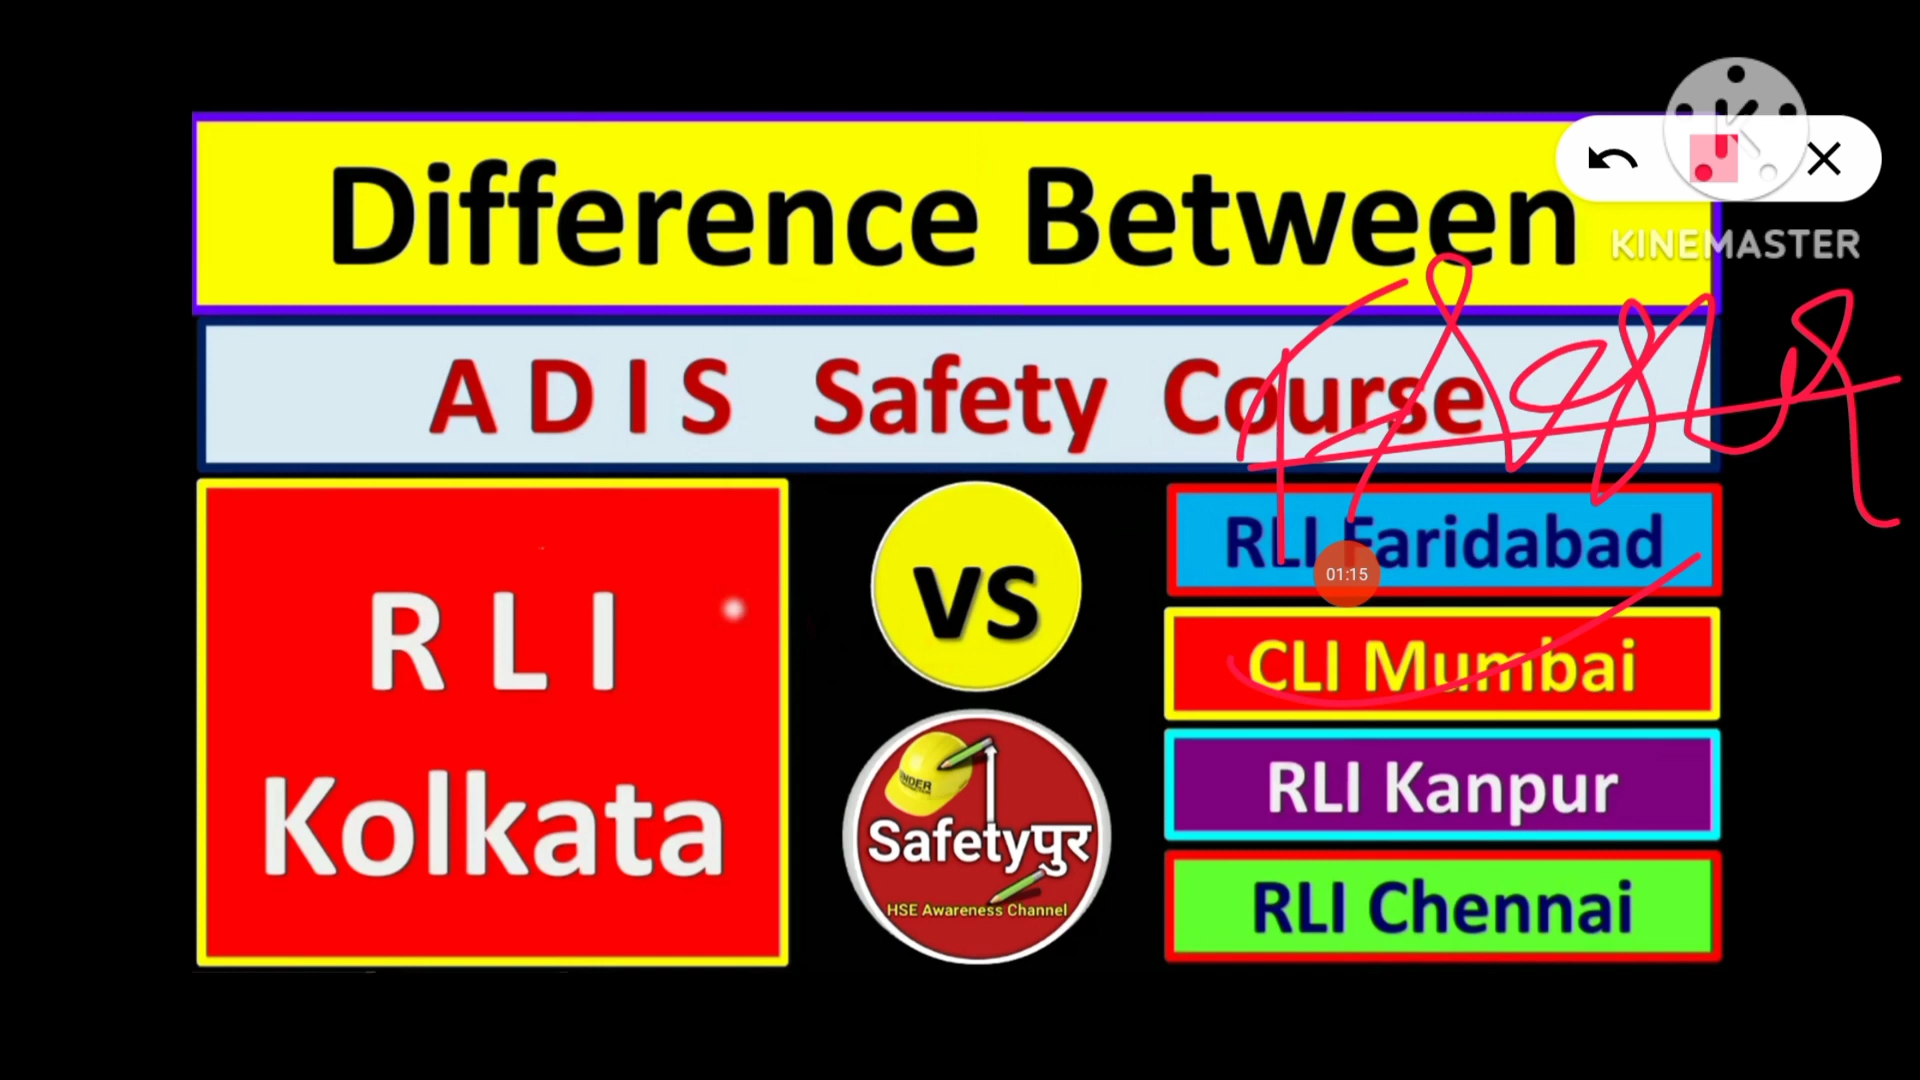 Difference Between
KINEMASTER
ADIS Safety Course
RLI
Kolkata
VS
UNDER
Safetyपुर
HSE Awareness Channel
RLI Faridabad
01:15
CLI Mumbai
RLI Kanpur
RLI Chennai